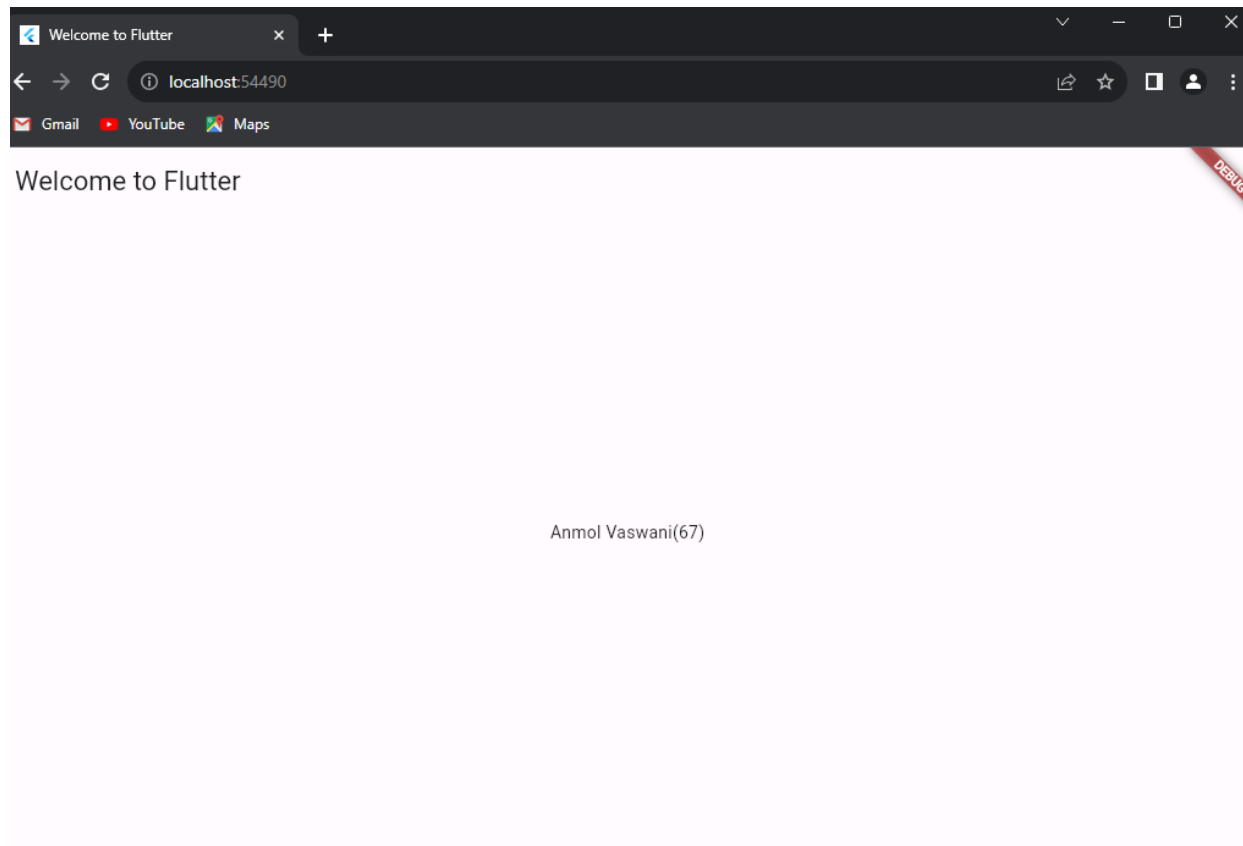 Welcome to Flutter
localhost:54490
Gmail YouTube Maps
Welcome to Flutter
DEBUG
Anmol Vaswani(67)